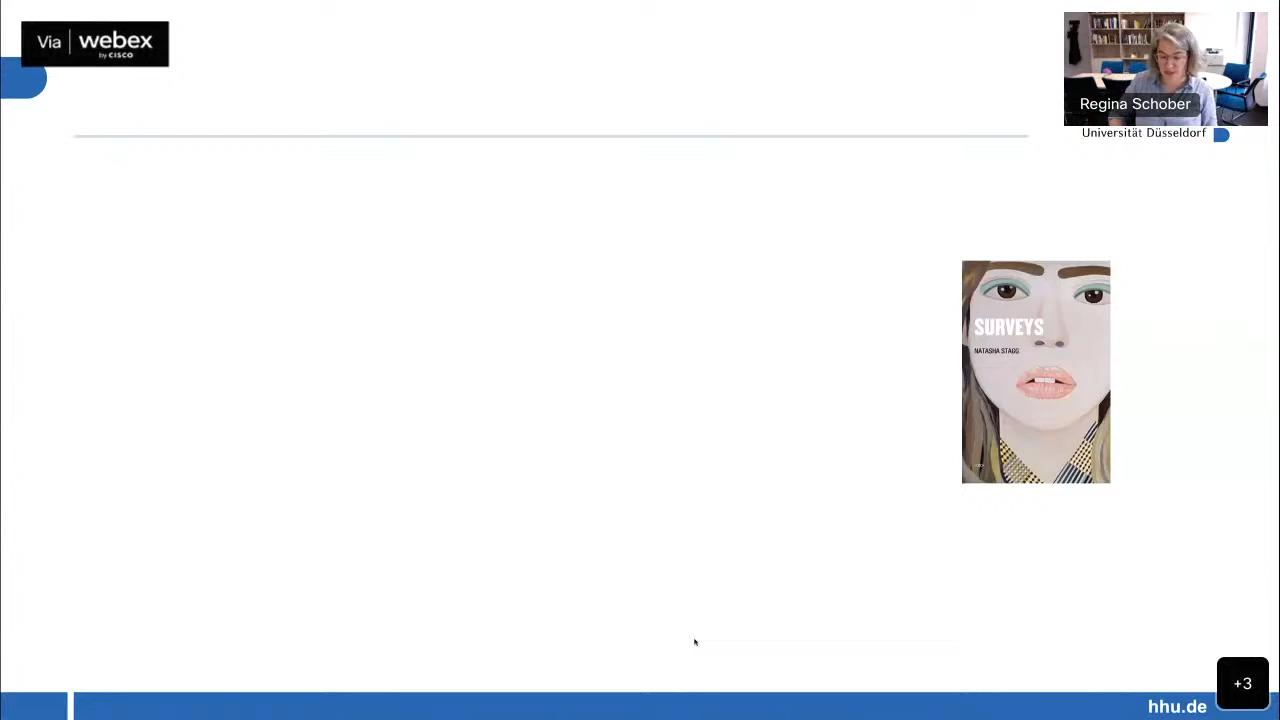 Via webex
by CISCO
Regina Schober
Universität Düsseldorf
SURVEYS
NATASHA STAGG
hhu.de
+3